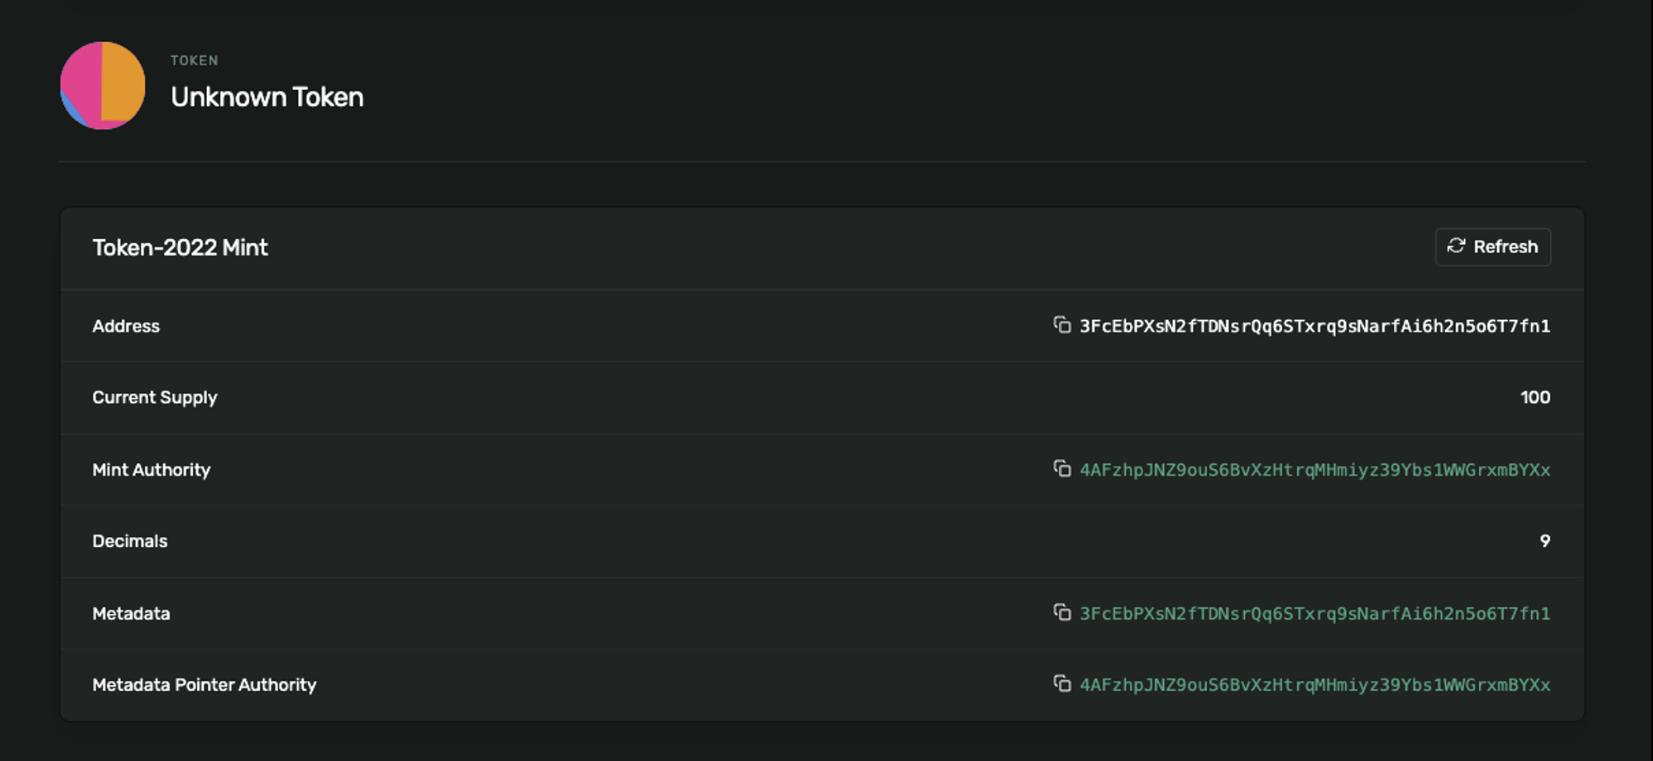 TOKEN
Unknown Token
Token-2022 Mint
Refresh
Address
3FcEbPXsN2fTDNsrQq6STxrq9sNarfAi6h2n5o6T7fn1
Current Supply
100
Mint Authority
4AFzhpJNZ9ouS6BvXzHtrqMHmiyz39Ybs1WWGrxmBYXx
Decimals
9
Metadata
3FcEbPXsN2fTDNsrQq6STxrq9sNarfAi6h2n5o6T7fn1
Metadata Pointer Authority
4AFzhpJNZ9ouS6BvXzHtrqMHmiyz39Ybs1WWGrxmBYXx